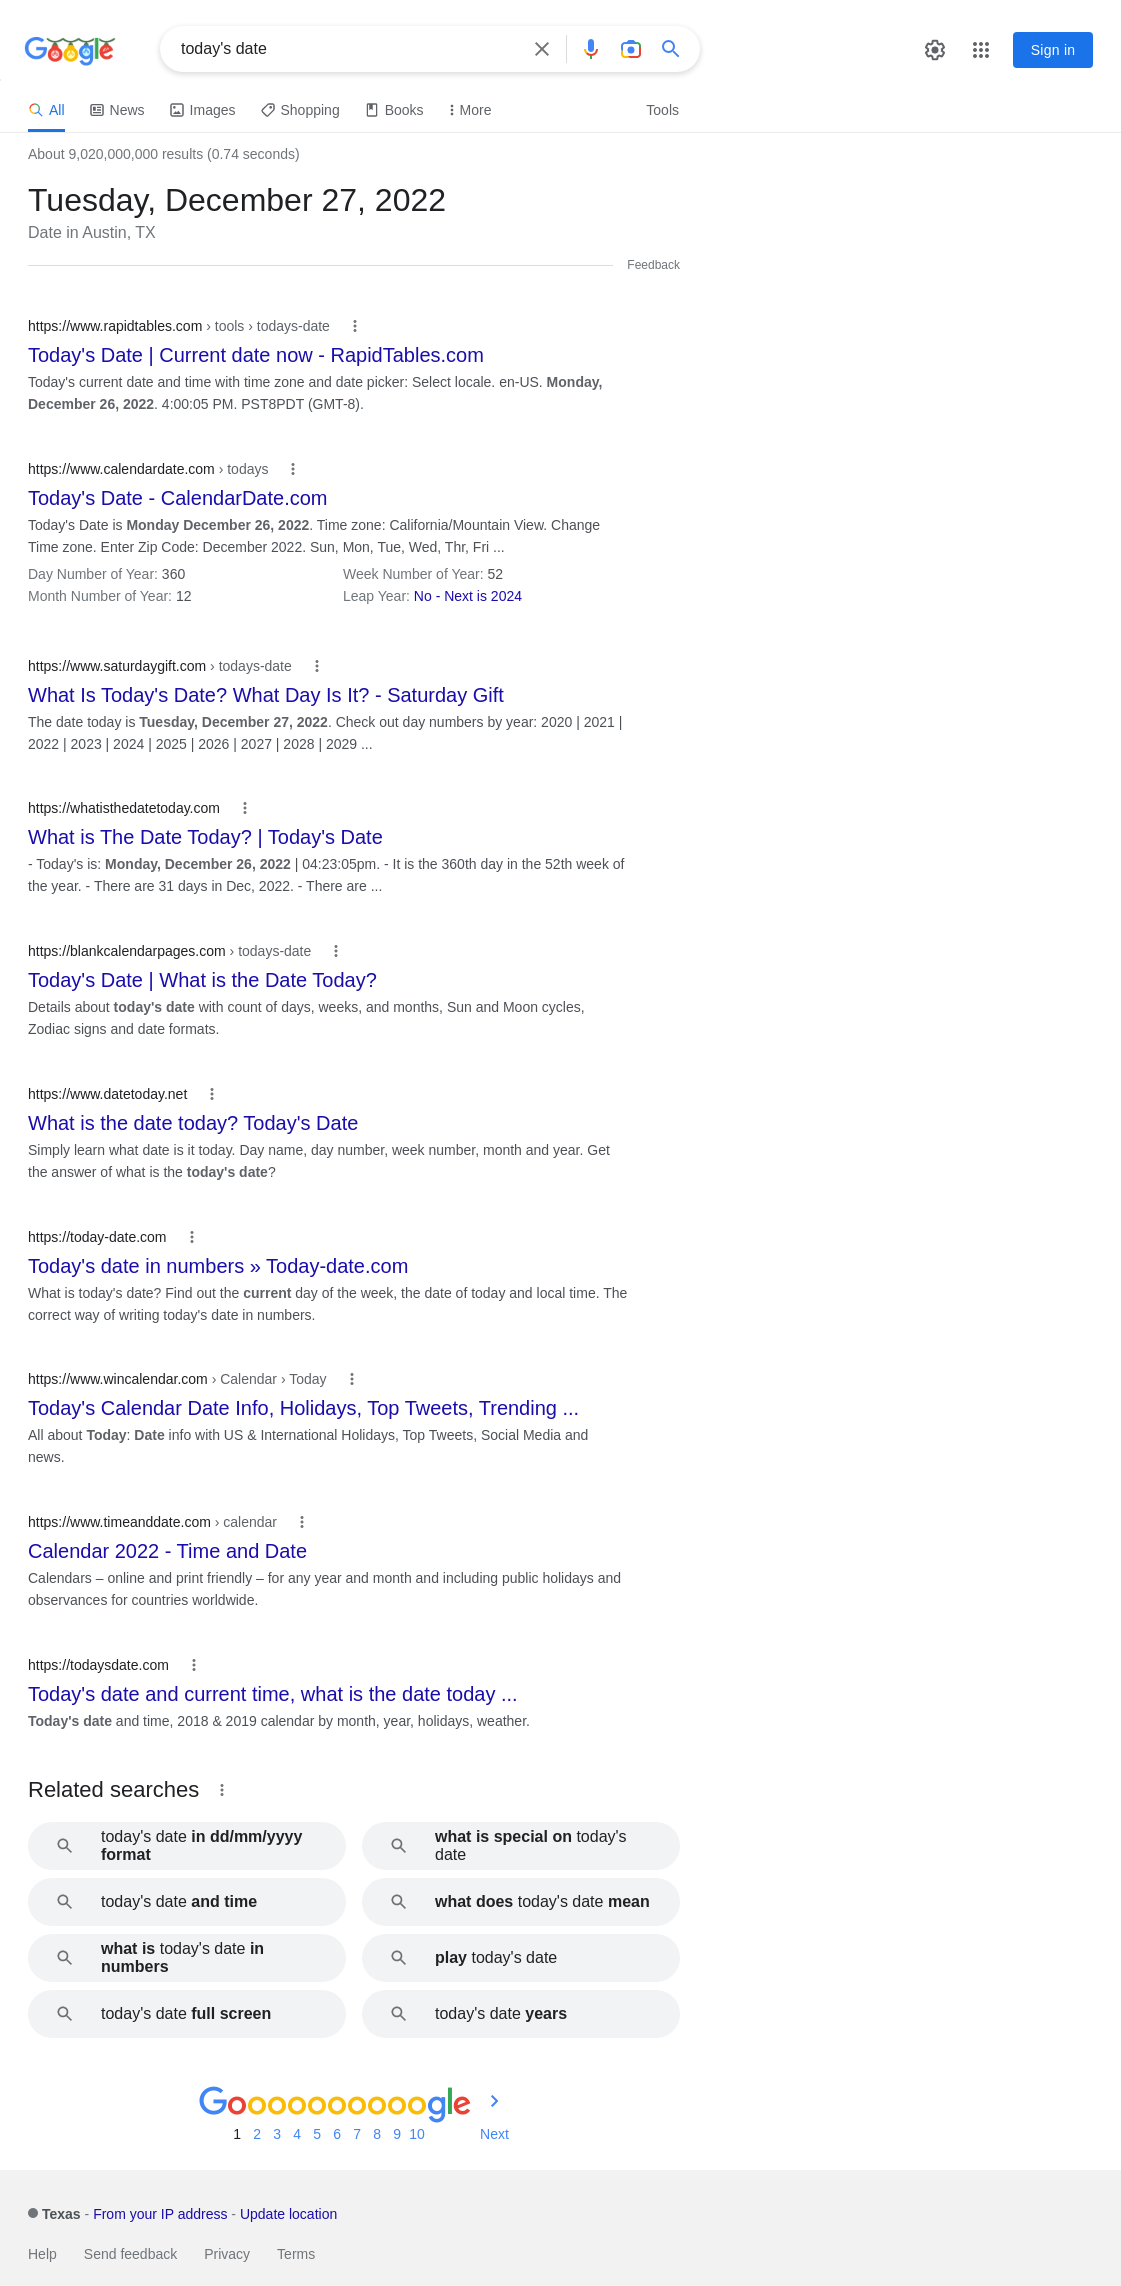 Google
today's date
Sign in
All
News
Images
Shopping
Books
More
Tools
About 9,020,000,000 results (0.74 seconds)
Tuesday, December 27, 2022
Date in Austin, TX
Feedback
https://www.rapidtables.com › tools › todays-date
Today's Date | Current date now - RapidTables.com
Today's current date and time with time zone and date picker: Select locale. en-US. Monday,
December 26, 2022. 4:00:05 PM. PST8PDT (GMT-8).
https://www.calendardate.com › todays
Today's Date - CalendarDate.com
Today's Date is Monday December 26, 2022. Time zone: California/Mountain View. Change
Time zone. Enter Zip Code: December 2022. Sun, Mon, Tue, Wed, Thr, Fri ...
Day Number of Year: 360
Week Number of Year: 52
Month Number of Year: 12
Leap Year: No - Next is 2024
https://www.saturdaygift.com › todays-date
What Is Today's Date? What Day Is It? - Saturday Gift
The date today is Tuesday, December 27, 2022. Check out day numbers by year: 2020 | 2021 |
2022 | 2023 | 2024 | 2025 | 2026 | 2027 | 2028 | 2029 ...
https://whatisthedatetoday.com
What is The Date Today? | Today's Date
- Today's is: Monday, December 26, 2022 | 04:23:05pm. - It is the 360th day in the 52th week of
the year. - There are 31 days in Dec, 2022. - There are ...
https://blankcalendarpages.com › todays-date
Today's Date | What is the Date Today?
Details about today's date with count of days, weeks, and months, Sun and Moon cycles,
Zodiac signs and date formats.
https://www.datetoday.net
What is the date today? Today's Date
Simply learn what date is it today. Day name, day number, week number, month and year. Get
the answer of what is the today's date?
https://today-date.com
Today's date in numbers » Today-date.com
What is today's date? Find out the current day of the week, the date of today and local time. The
correct way of writing today's date in numbers.
https://www.wincalendar.com › Calendar › Today
Today's Calendar Date Info, Holidays, Top Tweets, Trending ...
All about Today: Date info with US & International Holidays, Top Tweets, Social Media and
news.
https://www.timeanddate.com › calendar
Calendar 2022 - Time and Date
Calendars – online and print friendly – for any year and month and including public holidays and
observances for countries worldwide.
https://todaysdate.com
Today's date and current time, what is the date today ...
Today's date and time, 2018 & 2019 calendar by month, year, holidays, weather.
Related searches
today's date in dd/mm/yyyy
format
what is special on today's
date
today's date and time
what does today's date mean
what is today's date in
numbers
play today's date
today's date full screen
today's date years
Goooooooooogle
1 2 3 4 5 6 7 8 9 10 Next
Texas - From your IP address - Update location
Help Send feedback Privacy Terms